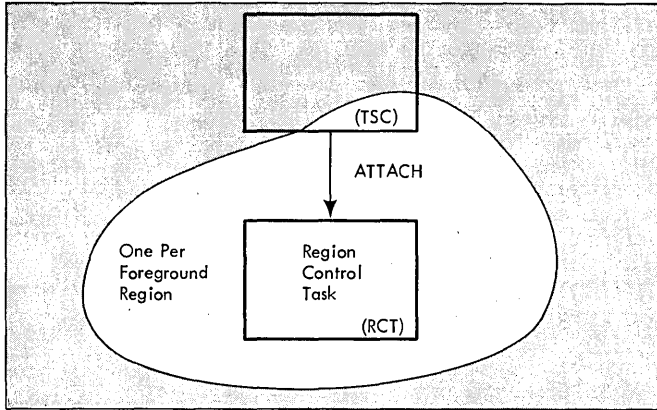 (TSC)
ATTACH
One Per
Foreground
Region
Region
Control
Task
(RCT)